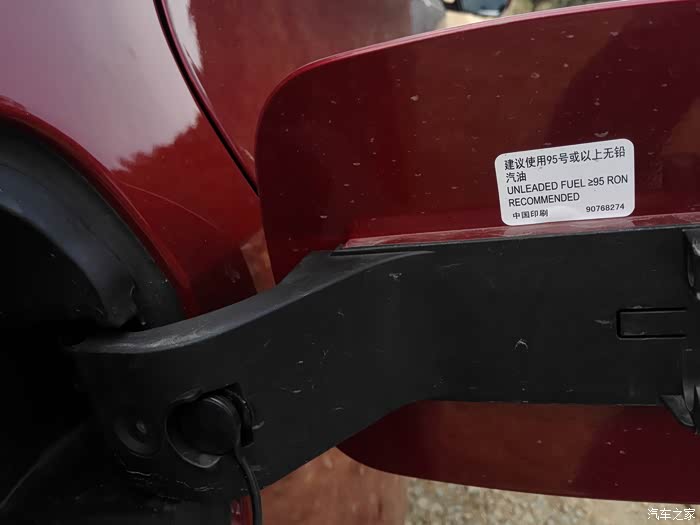 建议使用95号或以上无铅
汽油
UNLEADED FUEL ≥95 RON
RECOMMENDED
中国印刷 90768274
汽车之家